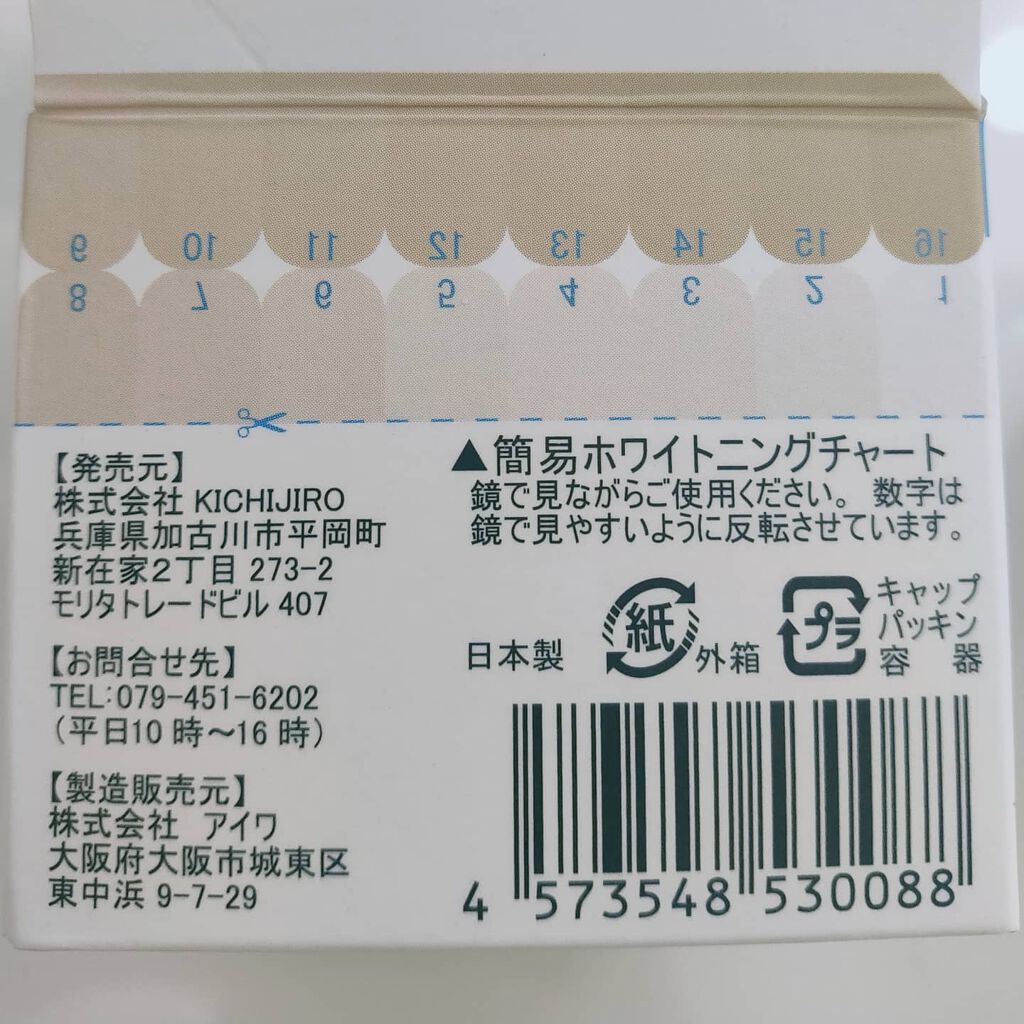 9 10 11 12 13 14 15 16
8 7 6 5 4 3 2 1
【発売元】
株式会社 KICHIJIRO
兵庫県加古川市平岡町
新在家2丁目 273-2
モリタトレードビル 407
【お問合せ先】
TEL:079-451-6202
(平日10時～16時)
【製造販売元】
株式会社 アイワ
大阪府大阪市城東区
東中浜 9-7-29
▲簡易ホワイトニングチャート
鏡で見ながらご使用ください。数字は
鏡で見やすいように反転させています。
日本製
紙
外箱
プラ
キャップ
パッキン
容器
4 573548 530088